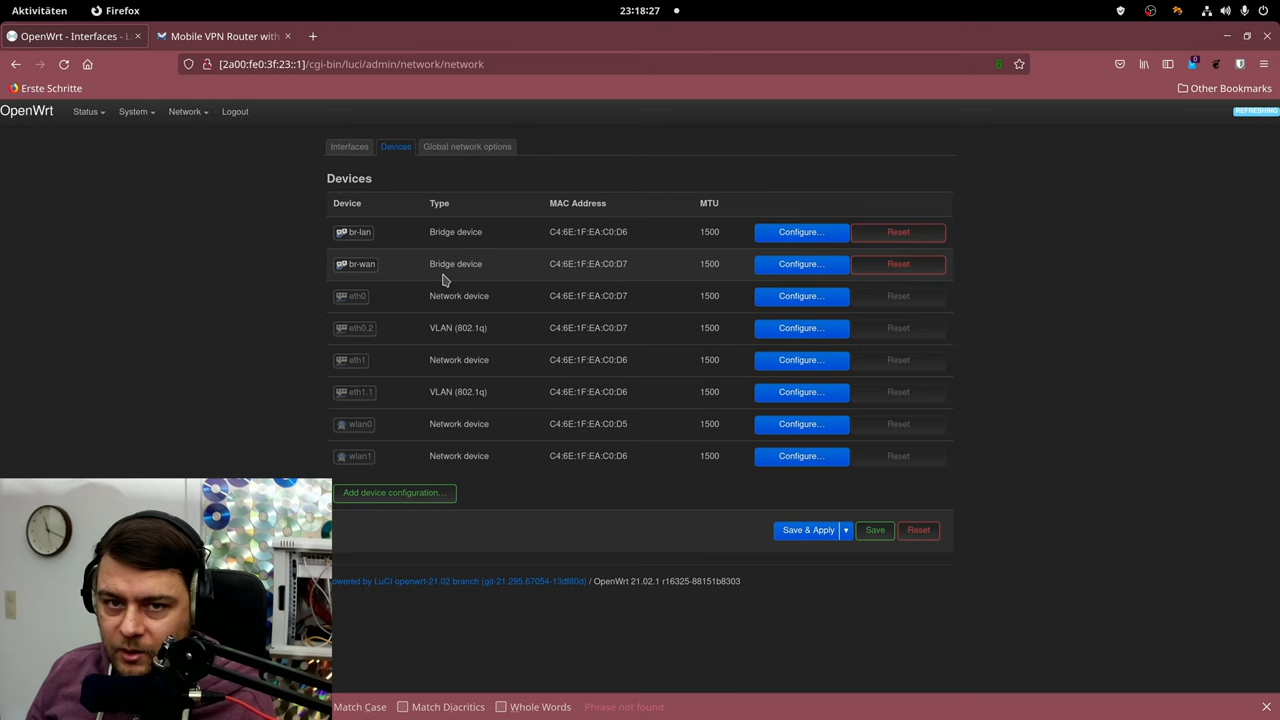 Aktivitäten Firefox 23:18:27
OpenWrt - Interfaces - L Mobile VPN Router with
[2a00:fe0:3f:23::1]/cgi-bin/luci/admin/network/network 6 0
Erste Schritte Other Bookmarks
OpenWrt Status System Network Logout REFRESHING
Interfaces Devices Global network options
Devices
Device Type MAC Address MTU
br-lan Bridge device C4:6E:1F:EA:C0:D6 1500 Configure… Reset
br-wan Bridge device C4:6E:1F:EA:C0:D7 1500 Configure… Reset
eth0 Network device C4:6E:1F:EA:C0:D7 1500 Configure… Reset
eth0.2 VLAN (802.1q) C4:6E:1F:EA:C0:D7 1500 Configure… Reset
eth1 Network device C4:6E:1F:EA:C0:D6 1500 Configure… Reset
eth1.1 VLAN (802.1q) C4:6E:1F:EA:C0:D6 1500 Configure… Reset
wlan0 Network device C4:6E:1F:EA:C0:D5 1500 Configure… Reset
wlan1 Network device C4:6E:1F:EA:C0:D6 1500 Configure… Reset
Add device configuration…
Save & Apply Save Reset
owered by LuCI openwrt-21.02 branch (git-21.295.67054-13df80d) / OpenWrt 21.02.1 r16325-88151b8303
Match Case Match Diacritics Whole Words Phrase not found